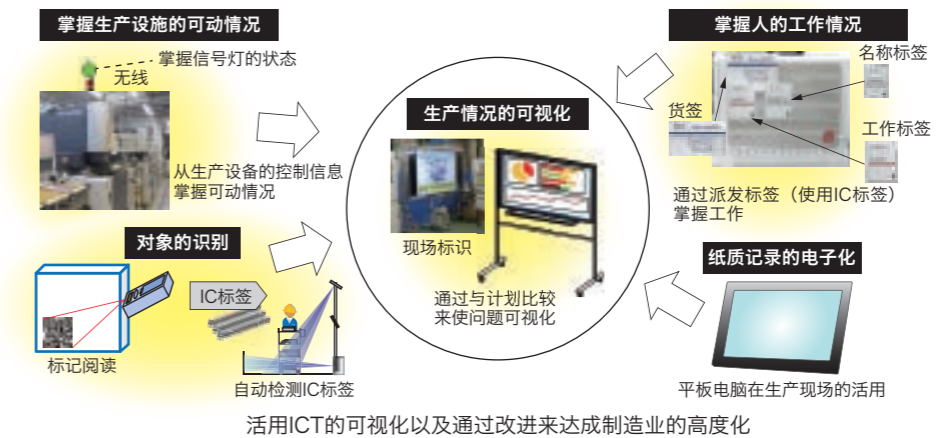 掌握生产设施的可动情况
掌握信号灯的状态
无线
从生产设备的控制信息
掌握可动情况
对象的识别
IC标签
标记阅读
自动检测IC标签
生产情况的可视化
现场标识
通过与计划比较
来使问题可视化
掌握人的工作情况
名称标签
货签
工作标签
通过派发标签（使用IC标签）
掌握工作
纸质记录的电子化
平板电脑在生产现场的活用
活用ICT的可视化以及通过改进来达成制造业的高度化